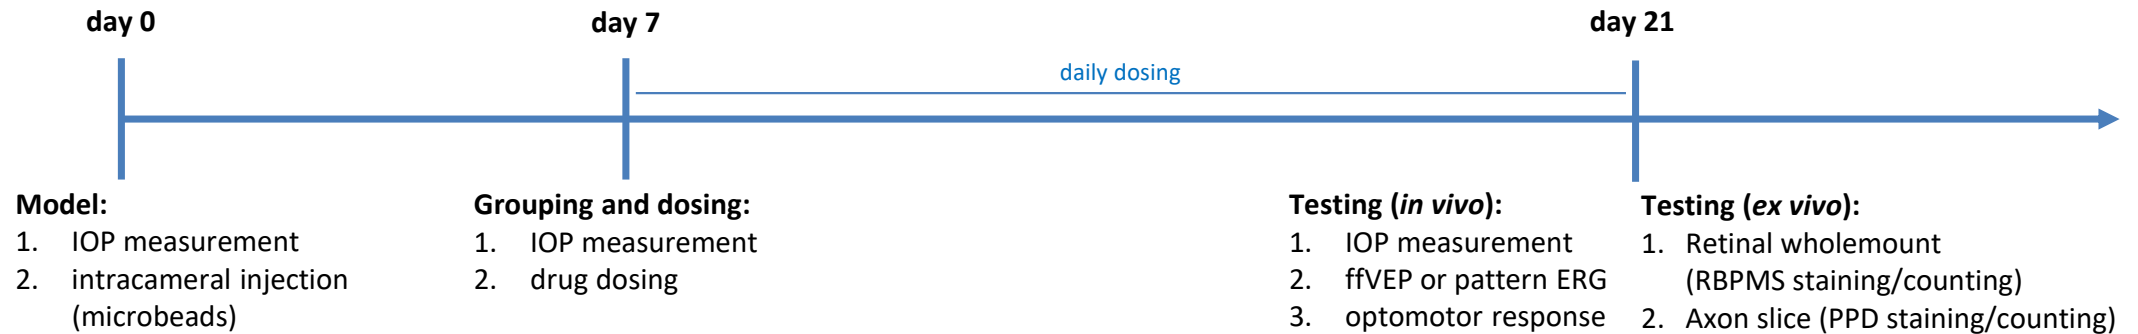 day 0
day 7
day 21
daily dosing
Model:
1. IOP measurement
2. intracameral injection
(microbeads)
Grouping and dosing:
1. IOP measurement
2. drug dosing
Testing (in vivo):
1. IOP measurement
2. ffVEP or pattern ERG
3. optomotor response
Testing (ex vivo):
1. Retinal wholemount
(RBPMS staining/counting)
2. Axon slice (PPD staining/counting)